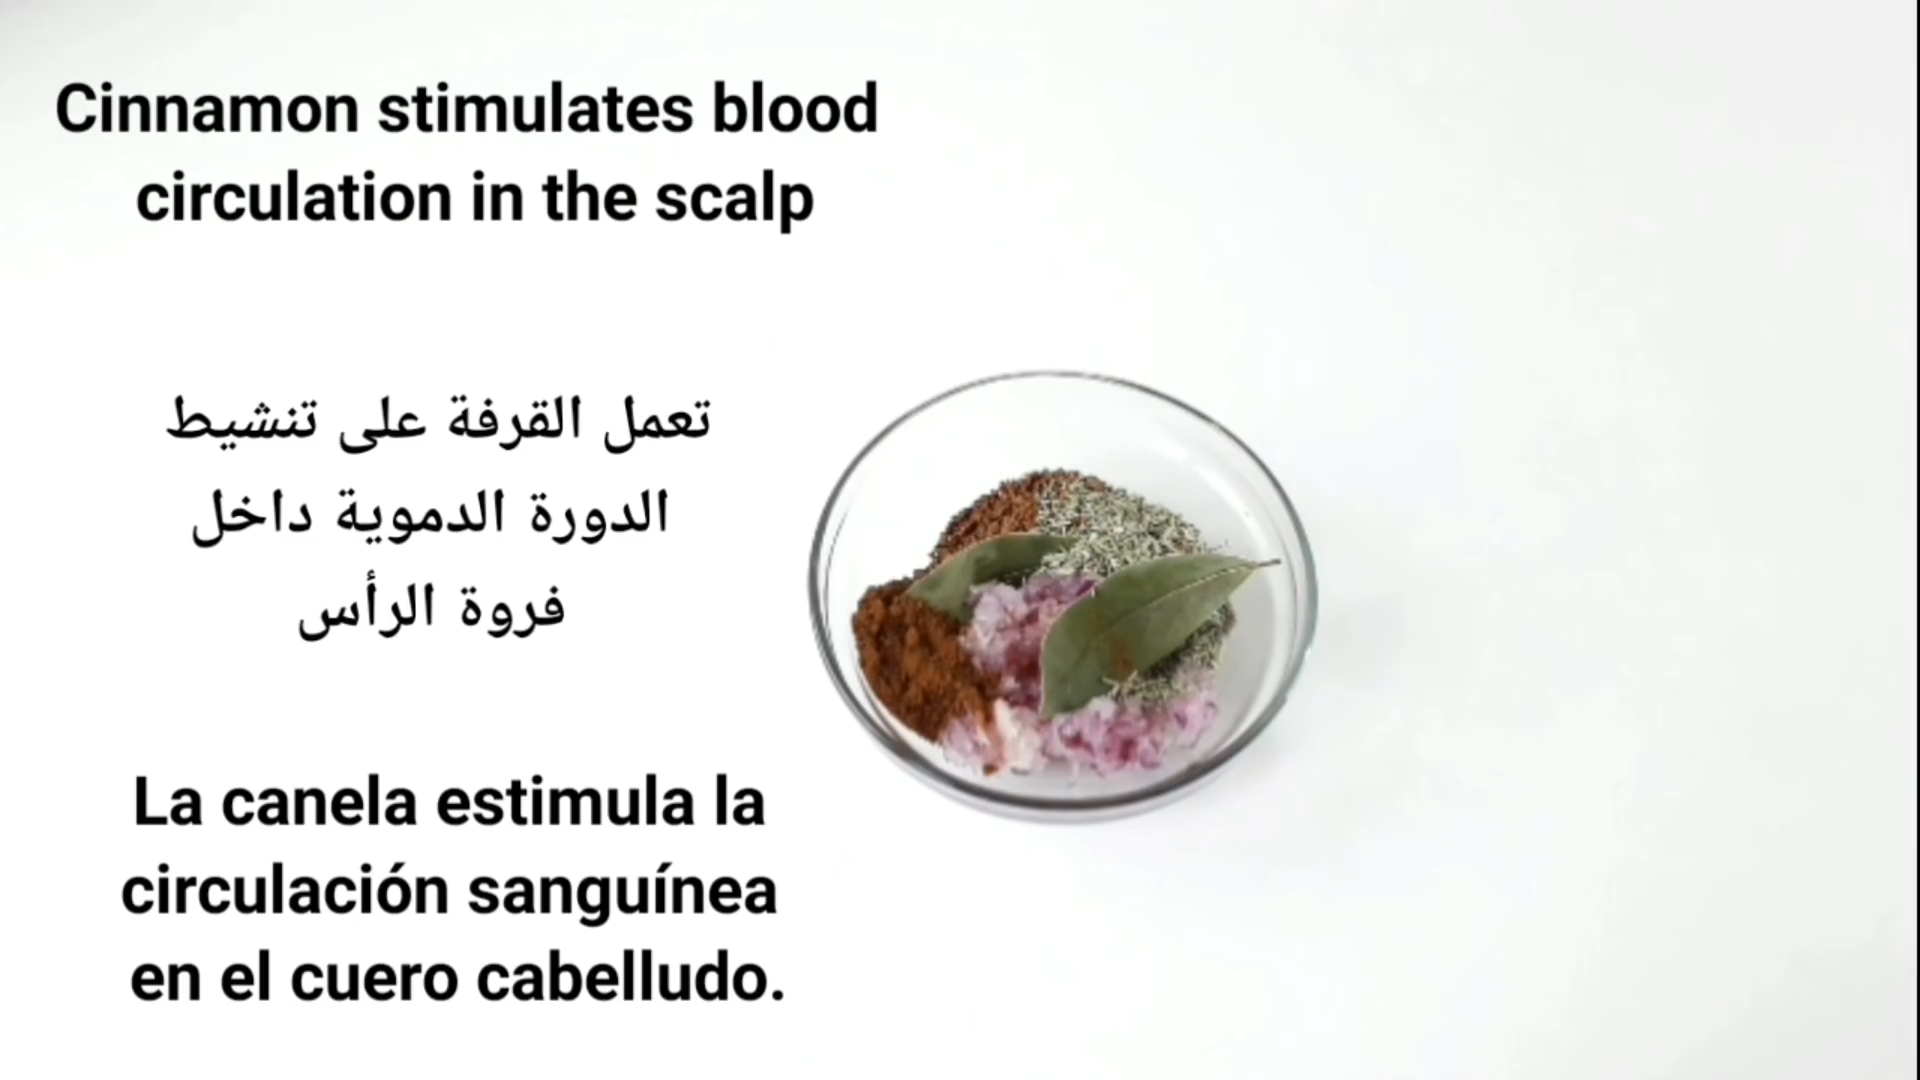 Cinnamon stimulates blood
circulation in the scalp
تعمل القرفة على تنشيط
الدورة الدموية داخل
فروة الرأس
La canela estimula la
circulación sanguínea
en el cuero cabelludo.